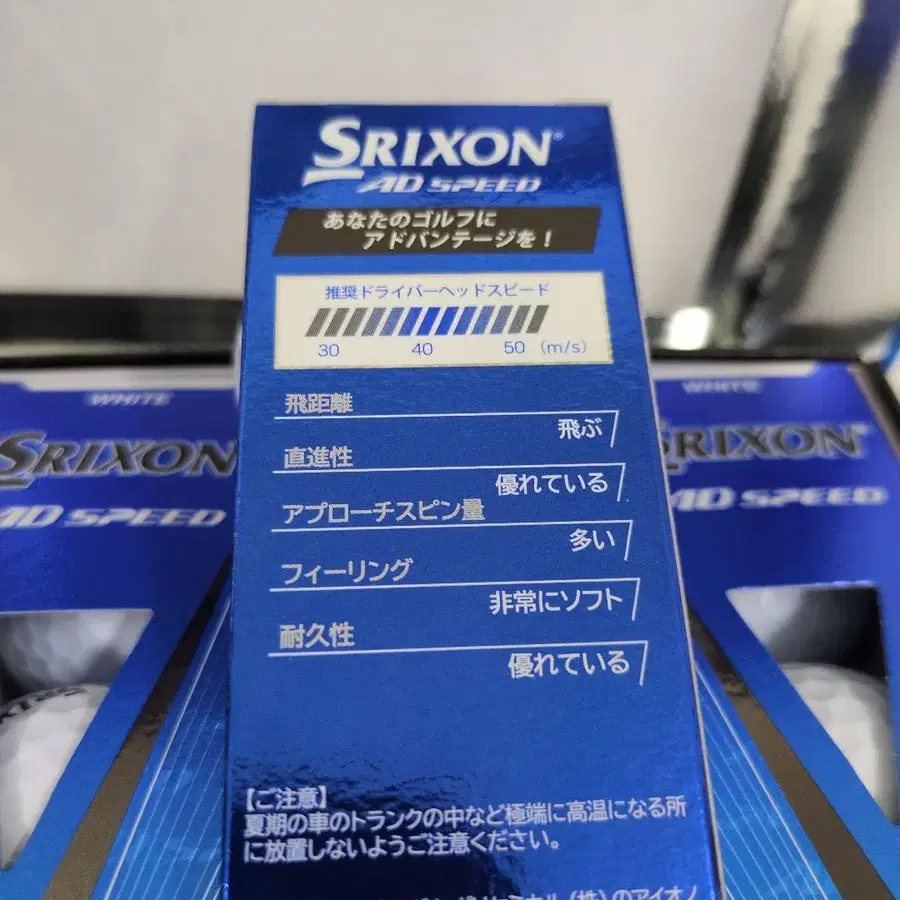 SRIXON
AD SPEED
あなたのゴルフに
アドバンテージを!
推奨ドライバーヘッドスピード
30 40 50 (m/s)
飛距離
飛ぶ
直進性
優れている
アプローチスピン量
多い
フィーリング
非常にソフト
耐久性
優れている
【ご注意】
夏期の車のトランクの中など極端に高温になる所
に放置しないようご注意ください。
(株)のアイオノ
WHITE
SRIXON
AD SPEED
WHITE
SRIXON
AD SPEED